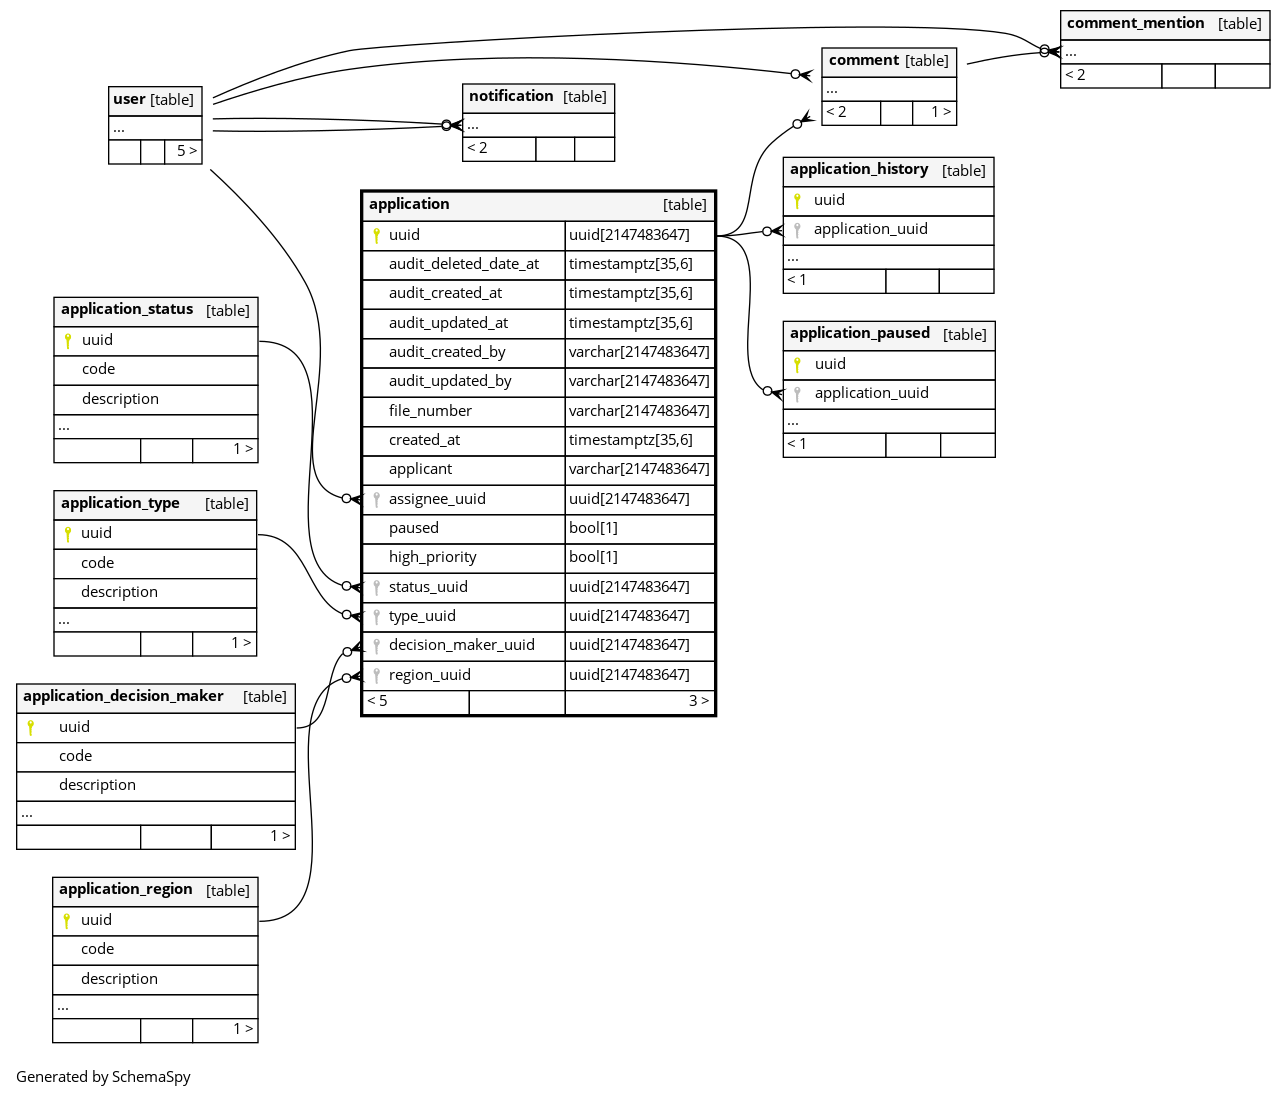 comment_mention [table]
...
< 2
comment [table]
...
< 2 1 >
user [table]
...
5 >
notification [table]
...
< 2
application_history [table]
uuid
application_uuid
...
< 1
application [table]
uuid uuid[2147483647]
audit_deleted_date_at timestamptz[35,6]
audit_created_at timestamptz[35,6]
audit_updated_at timestamptz[35,6]
audit_created_by varchar[2147483647]
audit_updated_by varchar[2147483647]
file_number varchar[2147483647]
created_at timestamptz[35,6]
applicant varchar[2147483647]
assignee_uuid uuid[2147483647]
paused bool[1]
high_priority bool[1]
status_uuid uuid[2147483647]
type_uuid uuid[2147483647]
decision_maker_uuid uuid[2147483647]
region_uuid uuid[2147483647]
< 5 3 >
application_paused [table]
uuid
application_uuid
...
< 1
application_status [table]
uuid
code
description
...
1 >
application_type [table]
uuid
code
description
...
1 >
application_decision_maker [table]
uuid
code
description
...
1 >
application_region [table]
uuid
code
description
...
1 >
Generated by SchemaSpy